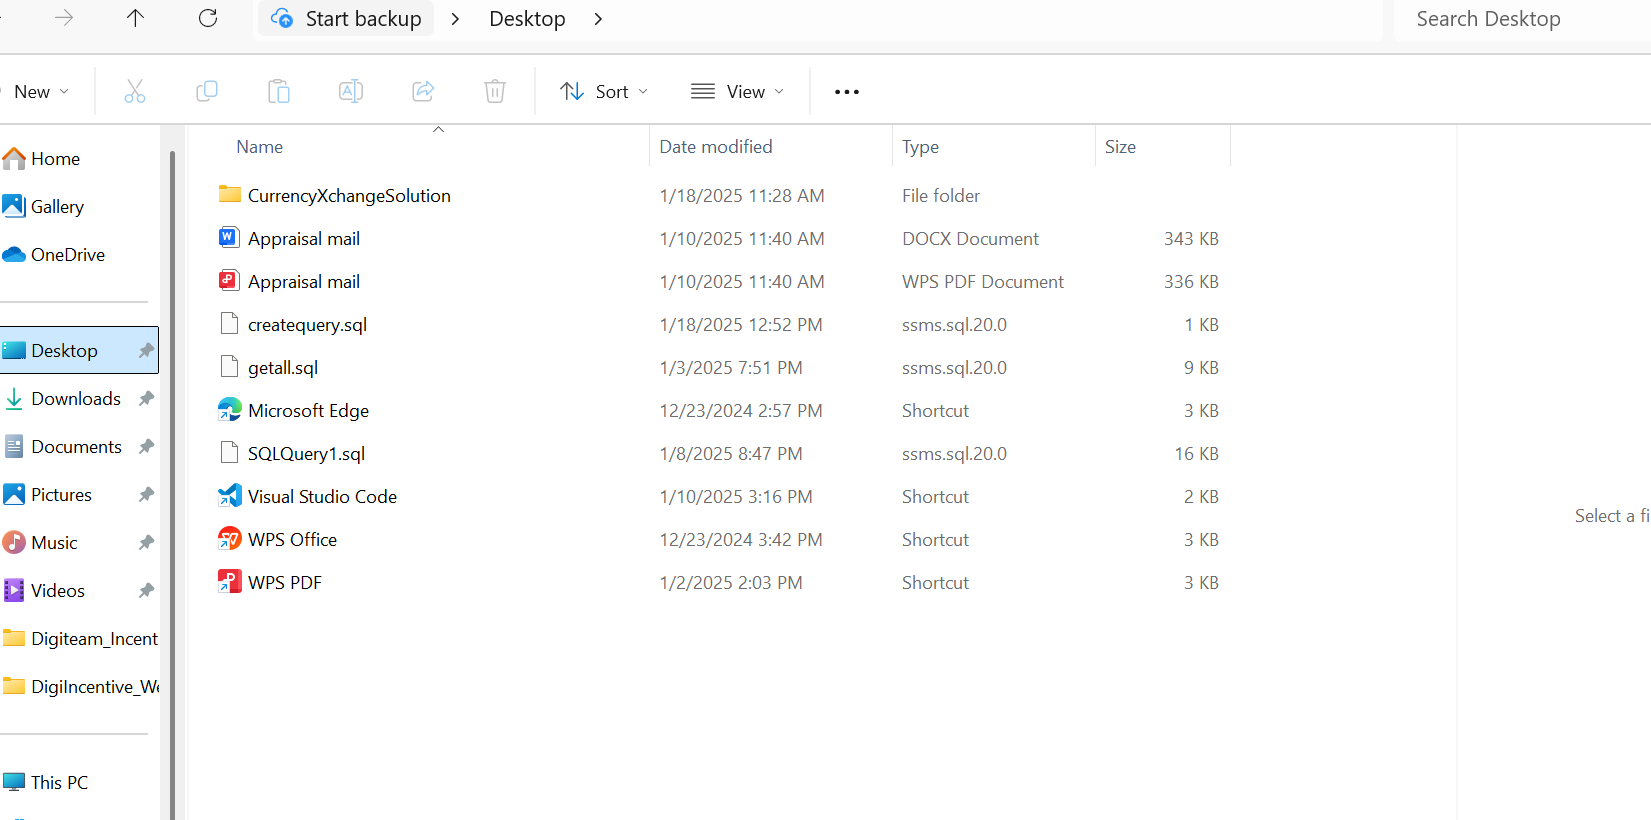 Start backup > Desktop >
Search Desktop
New
Sort
View
Home
Gallery
OneDrive
Desktop
Downloads
Documents
Pictures
Music
Videos
Digiteam_Incent
DigiIncentive_We
This PC
Name Date modified Type Size
CurrencyXchangeSolution 1/18/2025 11:28 AM File folder
Appraisal mail 1/10/2025 11:40 AM DOCX Document 343 KB
Appraisal mail 1/10/2025 11:40 AM WPS PDF Document 336 KB
createquery.sql 1/18/2025 12:52 PM ssms.sql.20.0 1 KB
getall.sql 1/3/2025 7:51 PM ssms.sql.20.0 9 KB
Microsoft Edge 12/23/2024 2:57 PM Shortcut 3 KB
SQLQuery1.sql 1/8/2025 8:47 PM ssms.sql.20.0 16 KB
Visual Studio Code 1/10/2025 3:16 PM Shortcut 2 KB
WPS Office 12/23/2024 3:42 PM Shortcut 3 KB
WPS PDF 1/2/2025 2:03 PM Shortcut 3 KB
Select a fi